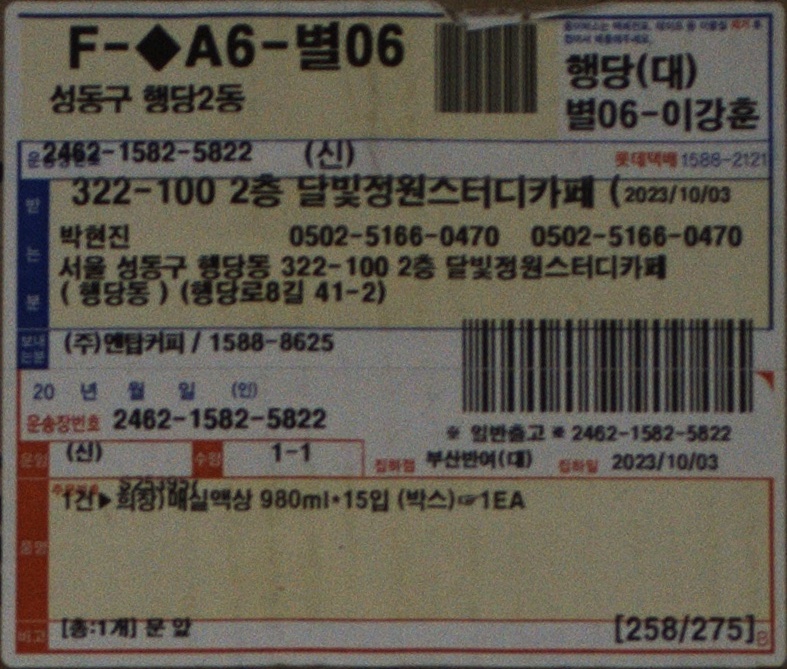 F-◆A6-별06
성동구 행당2동
행당(대)
별06-이강훈
운송장번호 2462-1582-5822 (신) 롯데택배 1588-2121
322-100 2층 달빛정원스터디카페 (2023/10/03
받는분
박현진 0502-5166-0470 0502-5166-0470
서울 성동구 행당동 322-100 2층 달빛정원스터디카페
( 행당동 ) (행당로8길 41-2)
보내는분 (주)엔탑커피 / 1588-8625
20 년 월 일 (인)
운송장번호 2462-1582-5822
※ 일반출고 ※ 2462-1582-5822
운임 (신) 수량 1-1 집하점 부산반여(대) 집하일 2023/10/03
1건▶희창)매실액상 980ml*15입 (박스)☞1EA
품명
비고 [총:1개] 문 앞 [258/275] B